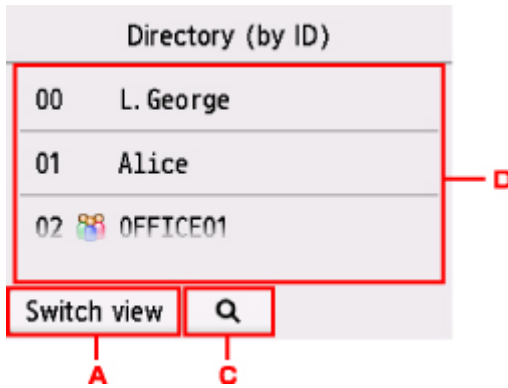 Directory (by ID)
00 L.George
01 Alice
02 OFFICE01
D
Switch view
A C